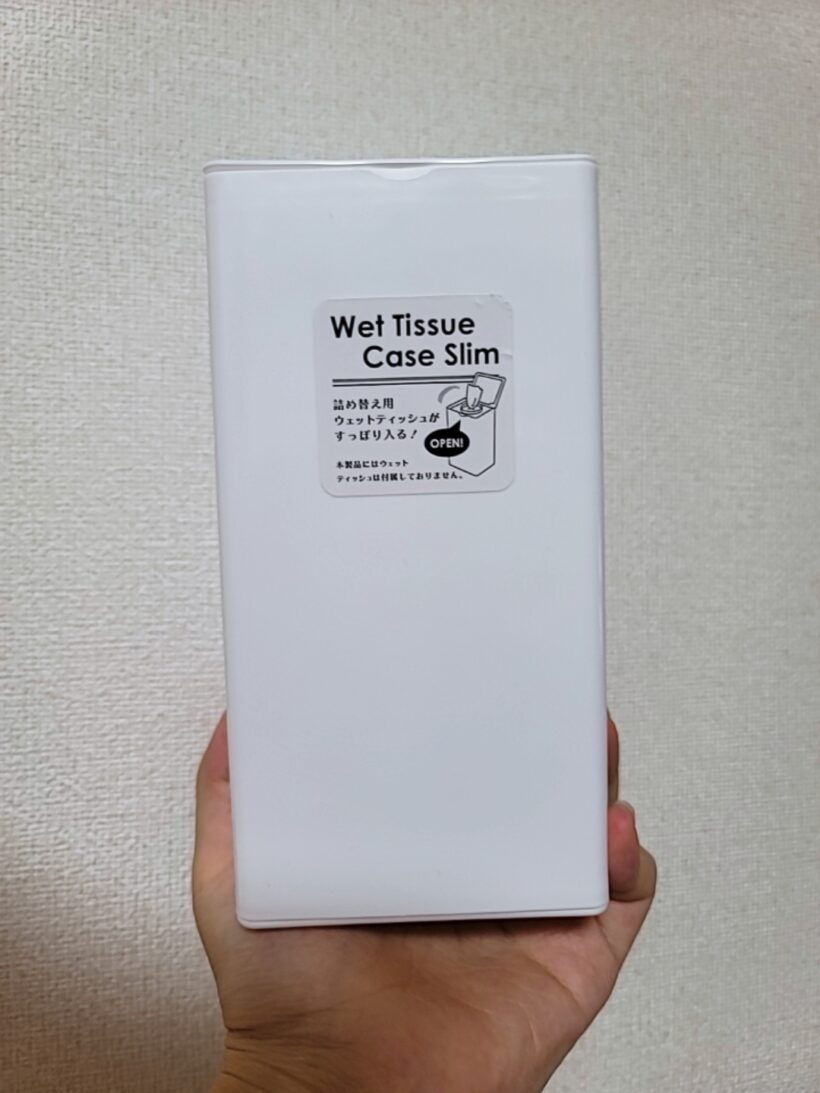 Wet Tissue
Case Slim
詰め替え用
ウェットティッシュが
すっぽり入る!
OPEN!
本製品にはウェット
ティッシュは付属しておりません。